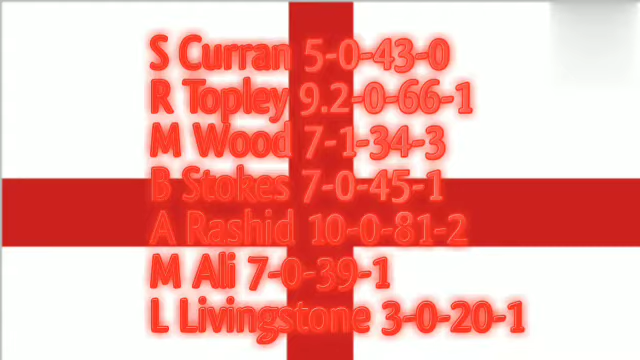 S Curran 5-0-43-0
R Topley 9.2-0-66-1
M Wood 7-1-34-3
B Stokes 7-0-45-1
A Rashid 10-0-81-2
M Ali 7-0-39-1
L Livingstone 3-0-20-1